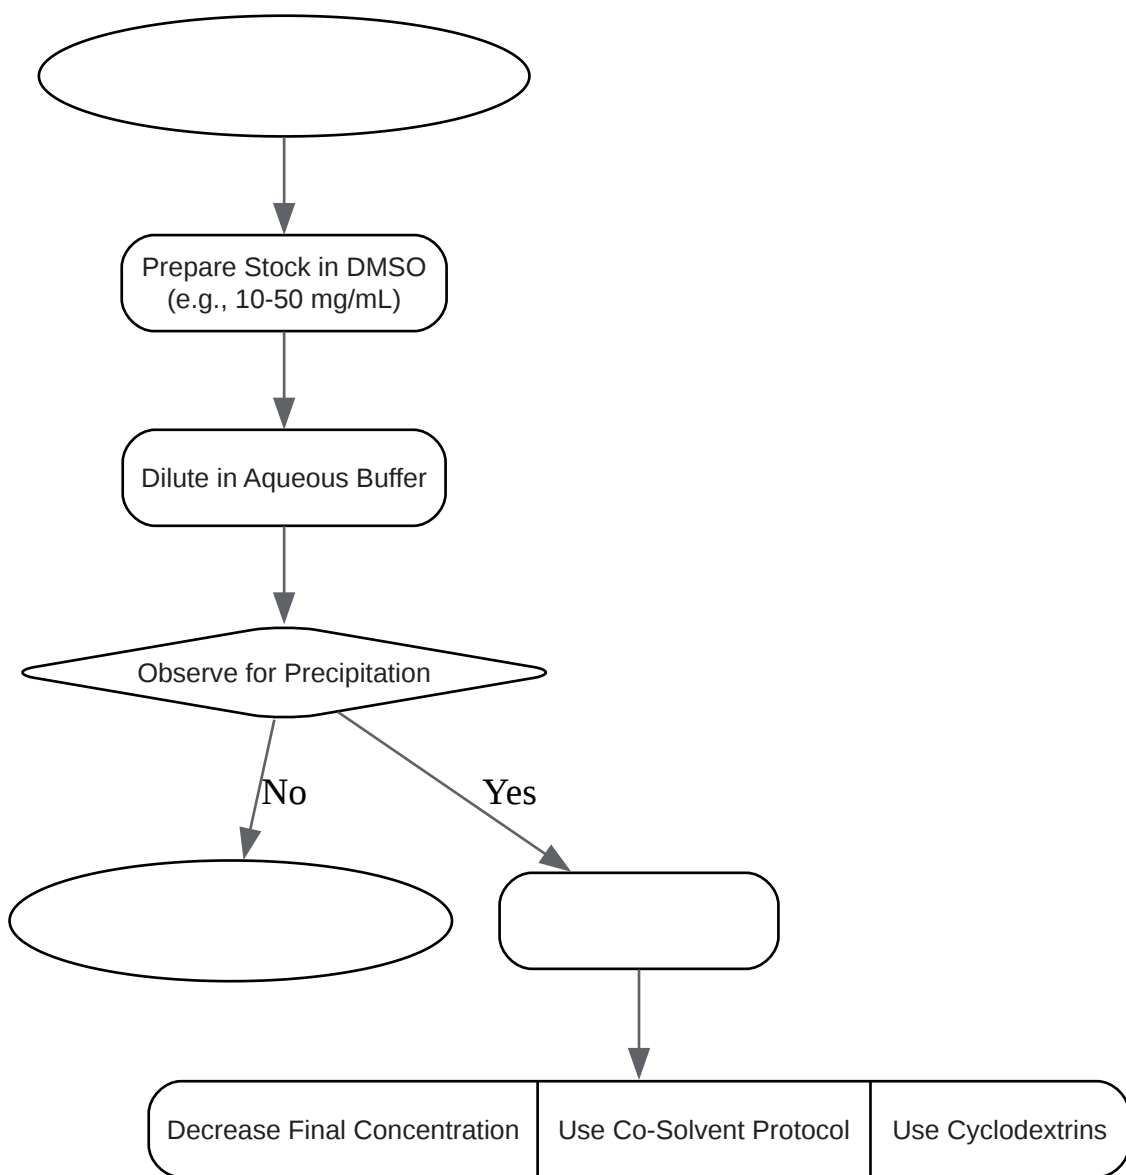 Prepare Stock in DMSO
(e.g., 10-50 mg/mL)
Dilute in Aqueous Buffer
Observe for Precipitation
No
Yes
Decrease Final Concentration
Use Co-Solvent Protocol
Use Cyclodextrins